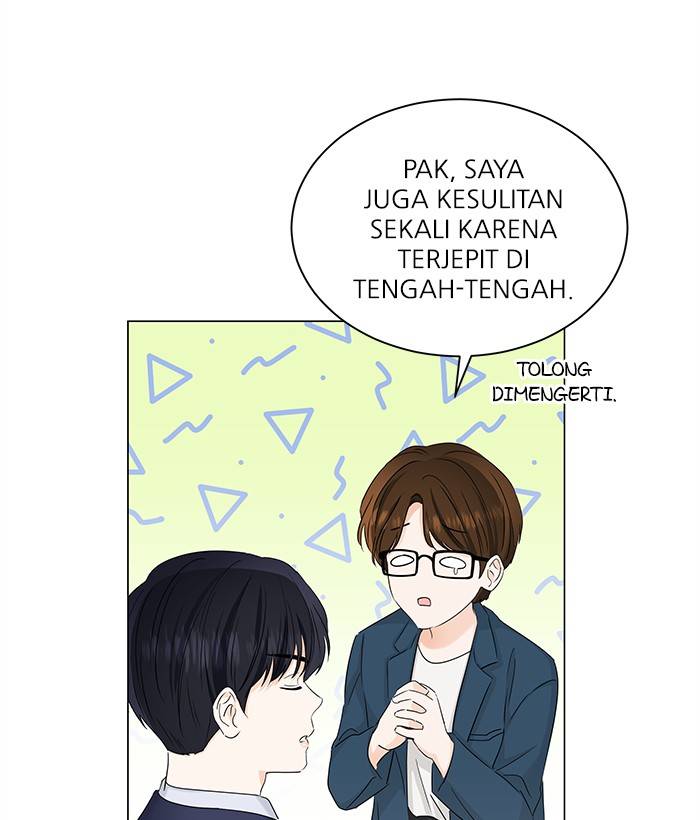 PAK, SAYA
JUGA KESULITAN
SEKALI KARENA
TERJEPIT DI
TENGAH-TENGAH.
TOLONG
DIMENGERTI.